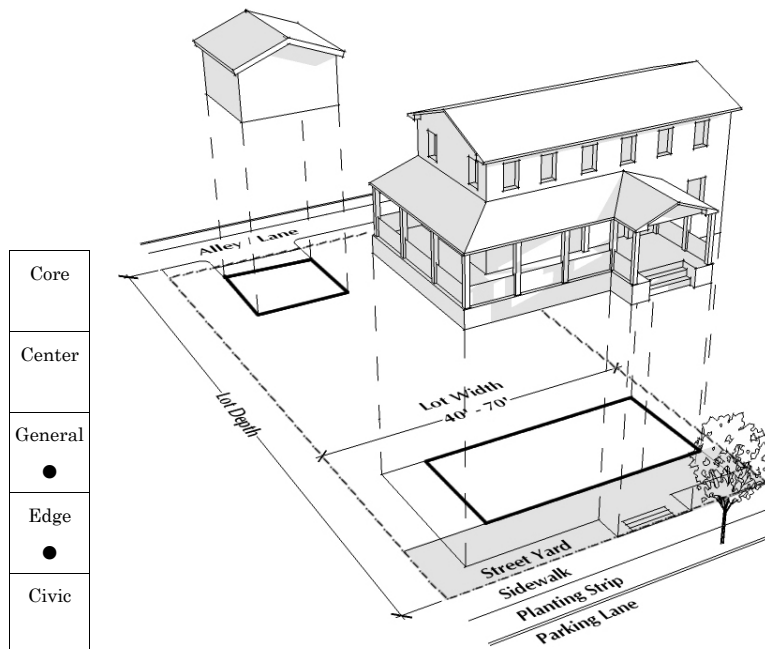 Alley / Lane
Core
Center
General
Edge
Civic
Lot Depth
Lot Width
40' - 70'
Street Yard
Sidewalk
Planting Strip
Parking Lane